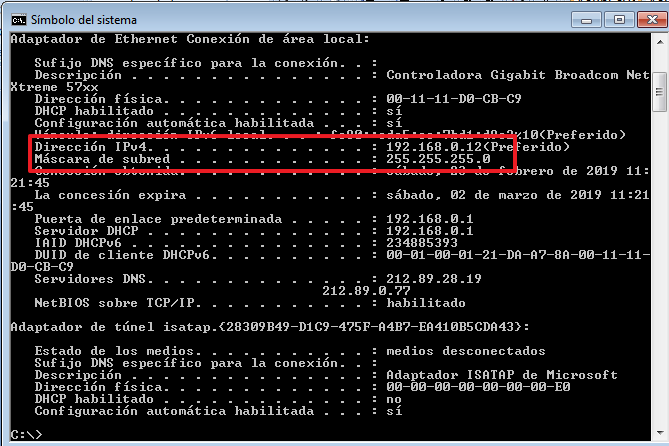 Símbolo del sistema
Adaptador de Ethernet Conexión de área local:
Sufijo DNS específico para la conexión. . :
Descripción . . . . . . . . . . . . . . . : Controladora Gigabit Broadcom Net
Xtreme 57xx
Dirección física. . . . . . . . . . . . . : 00-11-11-D0-CB-C9
DHCP habilitado . . . . . . . . . . . . . : sí
Configuración automática habilitada . . . : sí
Vínculo: dirección IPv6 local. . . :
Dirección IPv4. . . . . . . . . . . . . . : 192.168.0.12(Preferido)
Máscara de subred . . . . . . . . . . . . : 255.255.255.0
Concesión obtenida. . . . . . . . . . . . : sábado, 02 de febrero de 2019 11:
21:45
La concesión expira . . . . . . . . . . . : sábado, 02 de marzo de 2019 11:21
:45
Puerta de enlace predeterminada . . . . . : 192.168.0.1
Servidor DHCP . . . . . . . . . . . . . . : 192.168.0.1
IAID DHCPv6 . . . . . . . . . . . . . . . : 234885393
DUID de cliente DHCPv6. . . . . . . . . . : 00-01-00-01-21-DA-A7-8A-00-11-11-
D0-CB-C9
Servidores DNS. . . . . . . . . . . . . . : 212.89.28.19
212.89.0.77
NetBIOS sobre TCP/IP. . . . . . . . . . . : habilitado
Adaptador de túnel isatap.{28309B49-D1C9-475F-A4B7-EA410B5CDA43}:
Estado de los medios. . . . . . . . . . . : medios desconectados
Sufijo DNS específico para la conexión. . :
Descripción . . . . . . . . . . . . . . . : Adaptador ISATAP de Microsoft
Dirección física. . . . . . . . . . . . . : 00-00-00-00-00-00-00-E0
DHCP habilitado . . . . . . . . . . . . . : no
Configuración automática habilitada . . . : sí
C:\>